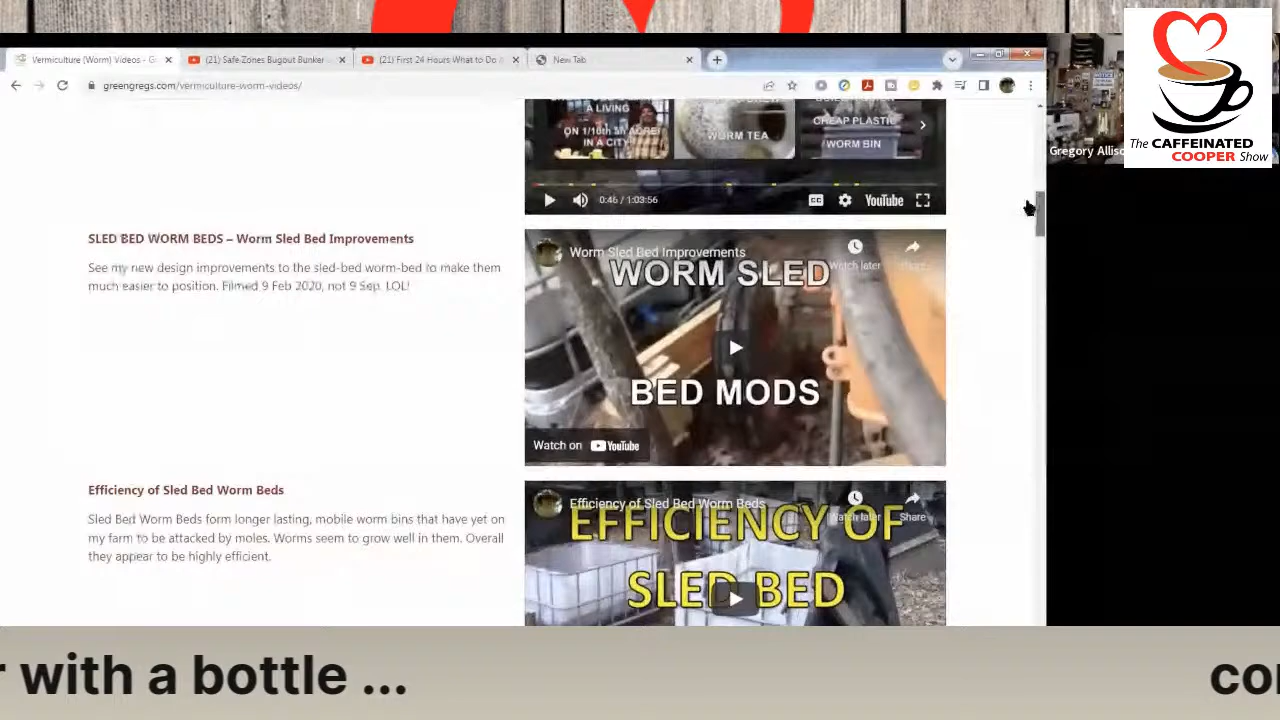 Vermiculture (Worm) Videos - G
(21) Safe Zones
First 24 Hours What to Do
New Tab
greengregs.com/vermiculture-worm-videos/
A LIVING
ON 1/10th
IN A CITY
WORM TEA
CHEAP PLASTIC
WORM BIN
0:46 / 1:03:56
CC
YouTube
SLED BED WORM BEDS – Worm Sled Bed Improvements
See my new design improvements to the sled-bed worm-bed to make them
much easier to position. Filmed 9 Feb 2020, not 9 Sep. LOL!
Worm Sled Bed Improvements
Watch later
Share
WORM SLED
BED MODS
Watch on YouTube
Efficiency of Sled Bed Worm Beds
Sled Bed Worm Beds form longer lasting, mobile worm bins that have yet on
my farm to be attacked by moles. Worms seem to grow well in them. Overall
they appear to be highly efficient.
Efficiency of Sled Bed Worm Beds
Watch later
Share
EFFICIENCY OF
SLED BED
NOTICE
Gregory Allis
The CAFFEINATED
COOPER Show
with a bottle ...